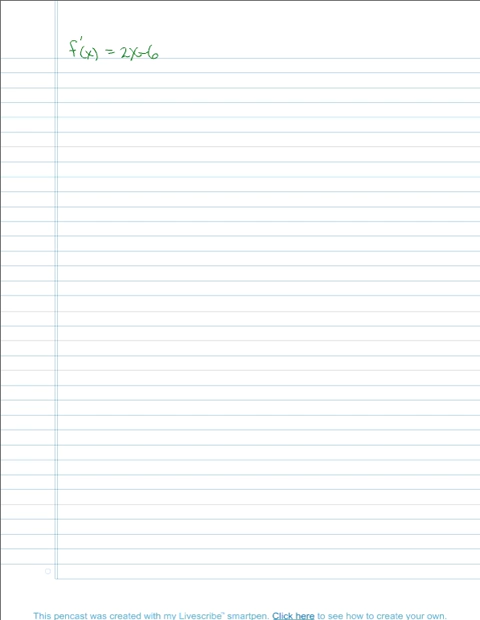 f'(x) = 2x-6
This pencast was created with my Livescribe™ smartpen. Click here to see how to create your own.